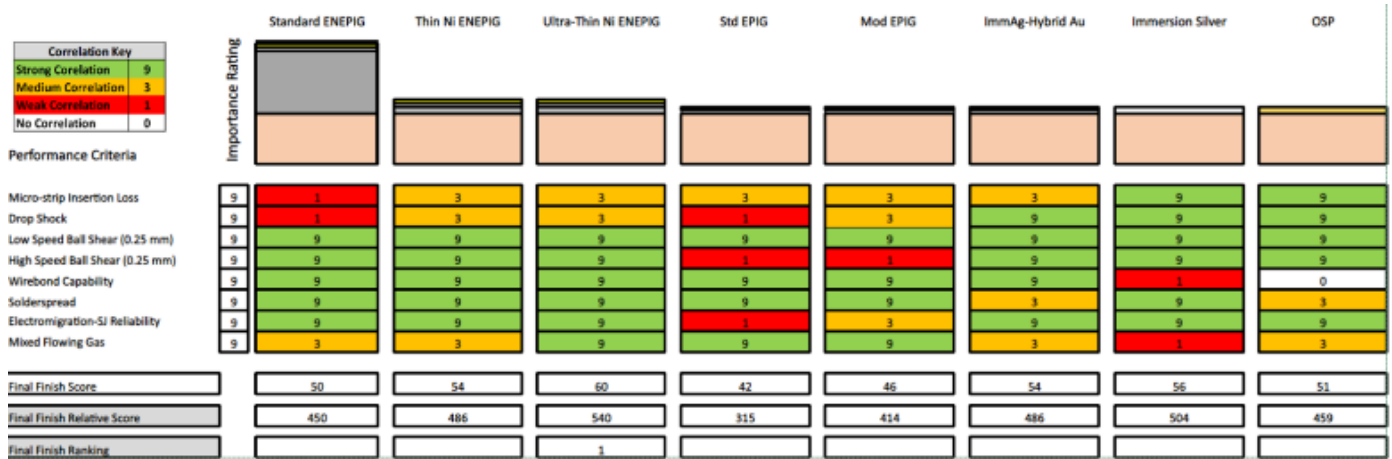 Standard ENEPIG Thin Ni ENEPIG Ultra-Thin Ni ENEPIG Std EPIG Mod EPIG ImmAg-Hybrid Au Immersion Silver OSP
Correlation Key
Strong Corelation 9
Medium Correlation 3
Weak Correlation 1
No Correlation 0
Importance Rating
Performance Criteria
Micro-strip Insertion Loss 9 1 3 3 3 3 3 9 9
Drop Shock 9 1 3 3 1 3 9 9 9
Low Speed Ball Shear (0.25 mm) 9 9 9 9 9 9 9 9 9
High Speed Ball Shear (0.25 mm) 9 9 9 9 1 1 9 9 9
Wirebond Capability 9 9 9 9 9 9 9 1 0
Solderspread 9 9 9 9 9 9 3 9 3
Electromigration-SJ Reliability 9 9 9 9 1 3 9 9 9
Mixed Flowing Gas 9 3 3 9 9 9 3 1 3
Final Finish Score 50 54 60 42 46 54 56 51
Final Finish Relative Score 450 486 540 315 414 486 504 459
Final Finish Ranking 1